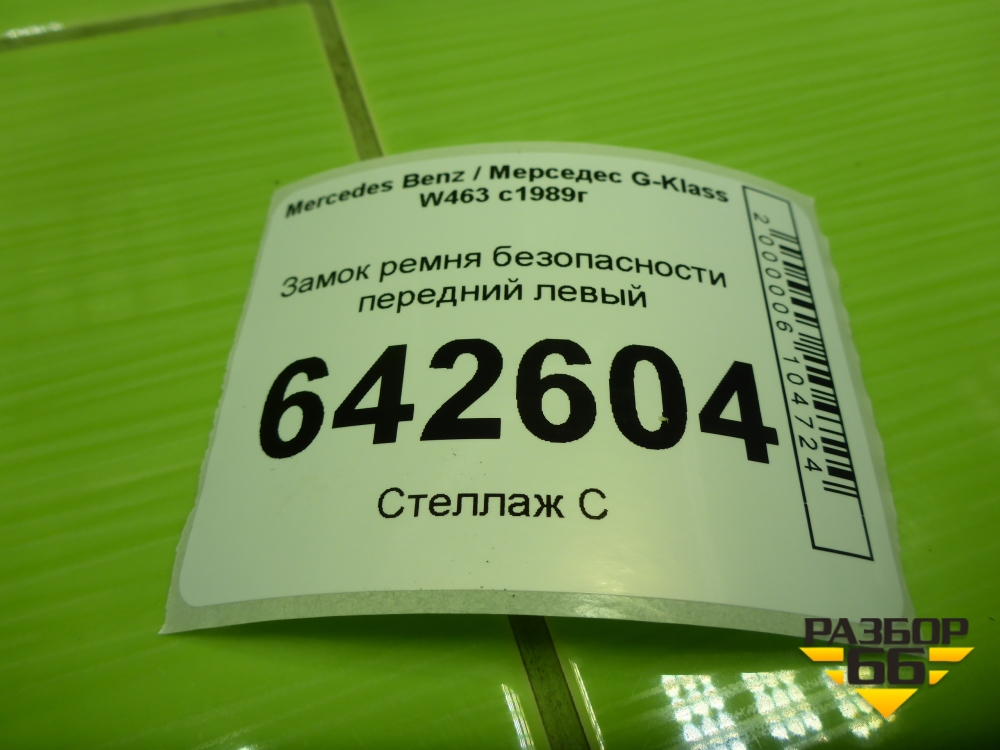 Mercedes Benz / Мерседес G-Klass
W463 с1989г
Замок ремня безопасности
передний левый
642604
Стеллаж С
2000006104724
РАЗБОР
66